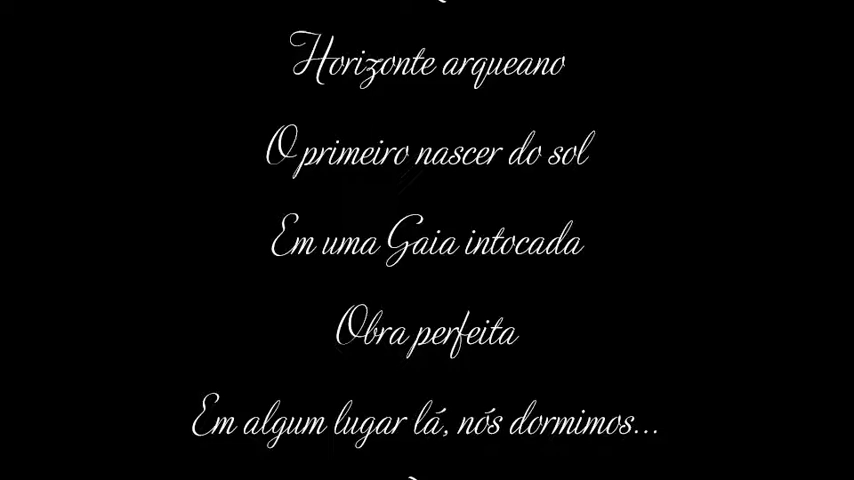 Horizonte arqueano
O primeiro nascer do sol
Em uma Gaia intocada
Obra perfeita
Em algum lugar lá, nós dormimos...